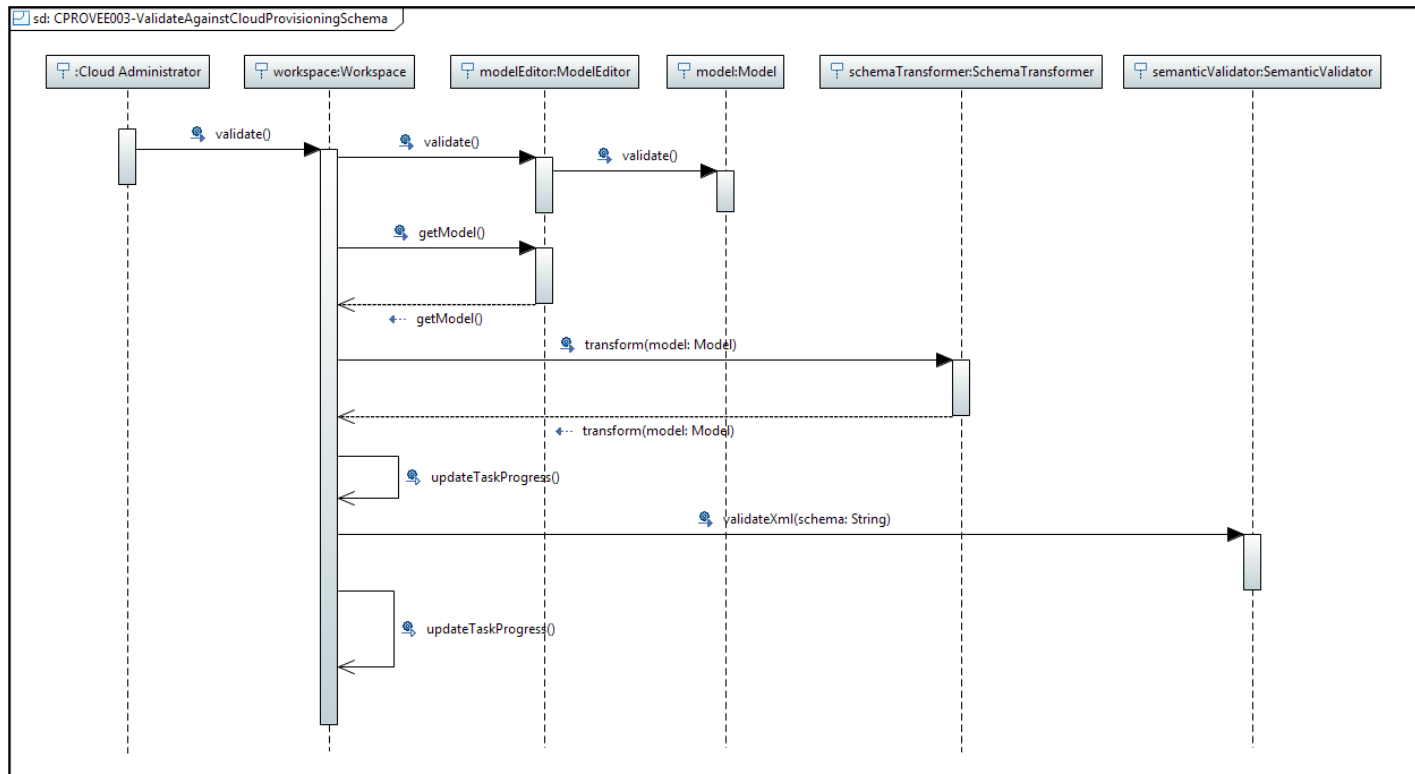 sd: CPROVEE003-ValidateAgainstCloudProvisioningSchema
:Cloud Administrator
workspace:Workspace
modelEditor:ModelEditor
model:Model
schemaTransformer:SchemaTransformer
semanticValidator:SemanticValidator
validate()
validate()
validate()
getModel()
getModel()
transform(model: Model)
transform(model: Model)
updateTaskProgress()
validateXml(schema: String)
updateTaskProgress()